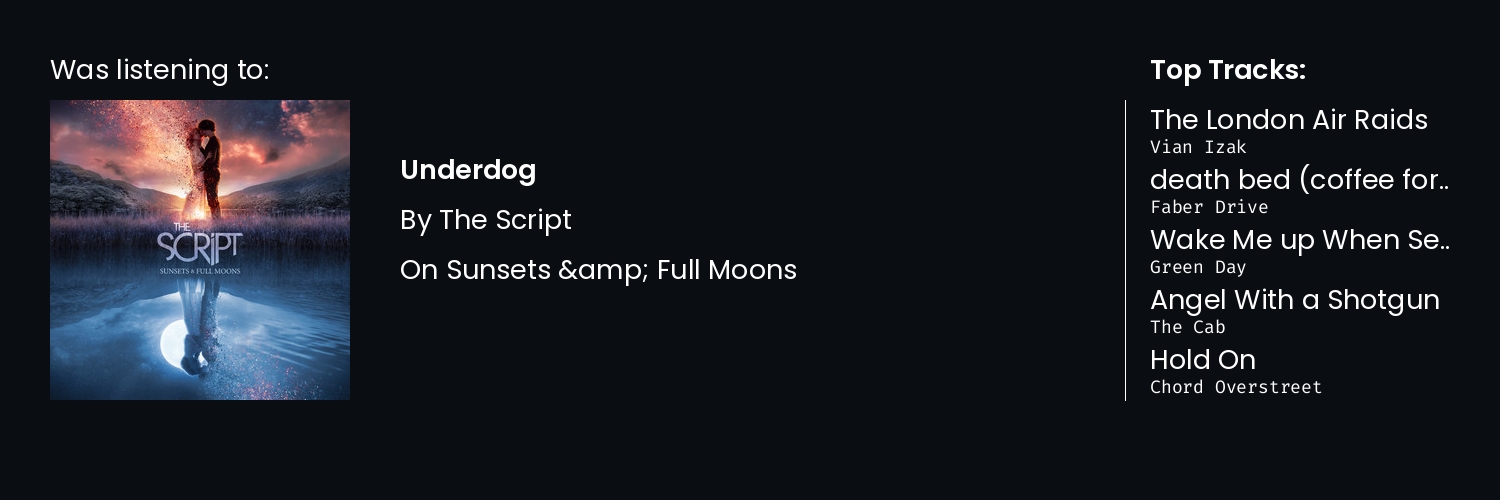 Was listening to:
THE
SCRIPT
SUNSETS & FULL MOONS
Underdog
By The Script
On Sunsets &amp; Full Moons
Top Tracks:
The London Air Raids
Vian Izak
death bed (coffee for..
Faber Drive
Wake Me up When Se..
Green Day
Angel With a Shotgun
The Cab
Hold On
Chord Overstreet